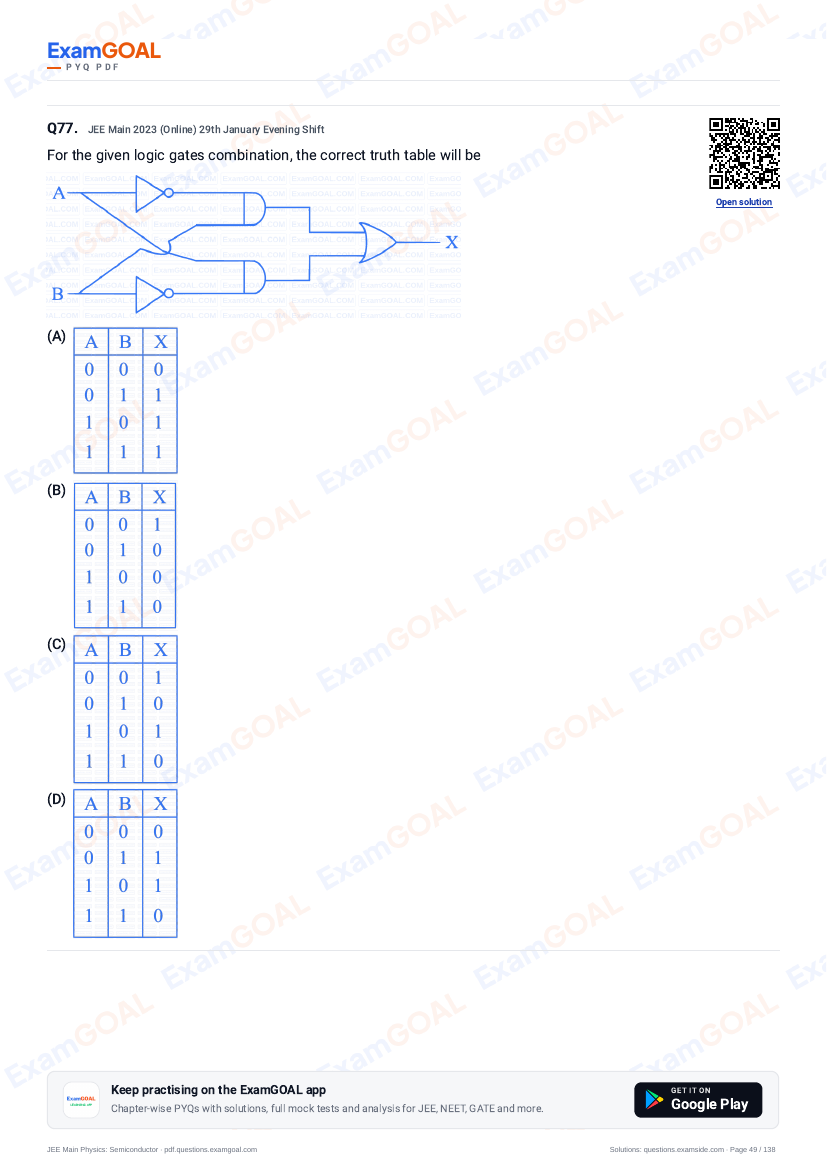 ExamGOAL
PYQ PDF
Q77. JEE Main 2023 (Online) 29th January Evening Shift
For the given logic gates combination, the correct truth table will be
Open solution
A
B
X
(A)
A B X
0 0 0
0 1 1
1 0 1
1 1 1
(B)
A B X
0 0 1
0 1 0
1 0 0
1 1 0
(C)
A B X
0 0 1
0 1 0
1 0 1
1 1 0
(D)
A B X
0 0 0
0 1 1
1 0 1
1 1 0
Keep practising on the ExamGOAL app
Chapter-wise PYQs with solutions, full mock tests and analysis for JEE, NEET, GATE and more.
GET IT ON
Google Play
JEE Main Physics: Semiconductor · pdf.questions.examgoal.com
Solutions: questions.examside.com · Page 49 / 138